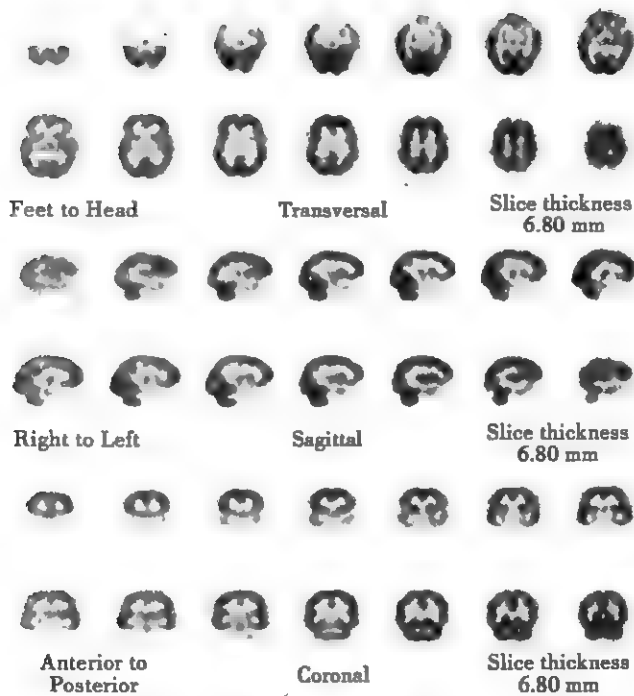 Feet to Head
Transversal
Slice thickness
6.80 mm
Right to Left
Sagittal
Slice thickness
6.80 mm
Anterior to
Posterior
Coronal
Slice thickness
6.80 mm